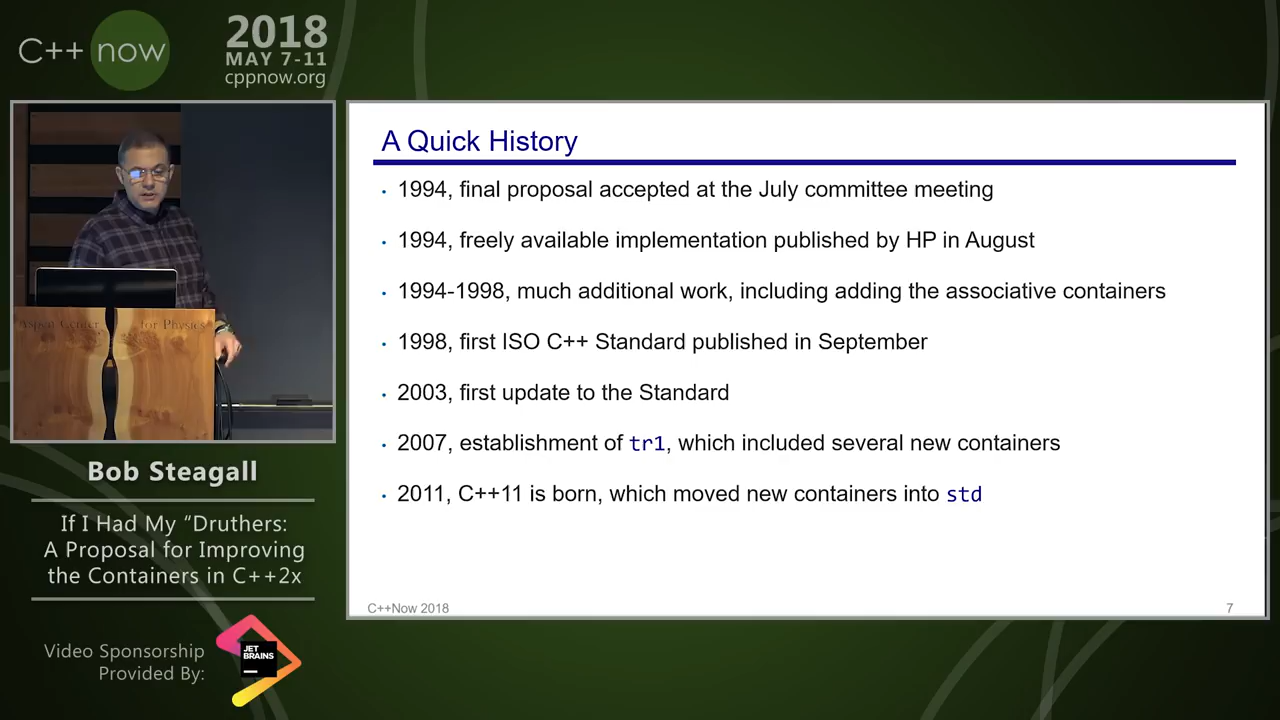 C++ now
2018
MAY 7-11
cppnow.org
Aspen Center for Physics
Bob Steagall
If I Had My “Druthers:
A Proposal for Improving
the Containers in C++2x
Video Sponsorship
Provided By:
JET
BRAINS
A Quick History
· 1994, final proposal accepted at the July committee meeting
· 1994, freely available implementation published by HP in August
· 1994-1998, much additional work, including adding the associative containers
· 1998, first ISO C++ Standard published in September
· 2003, first update to the Standard
· 2007, establishment of tr1, which included several new containers
· 2011, C++11 is born, which moved new containers into std
C++Now 2018
7